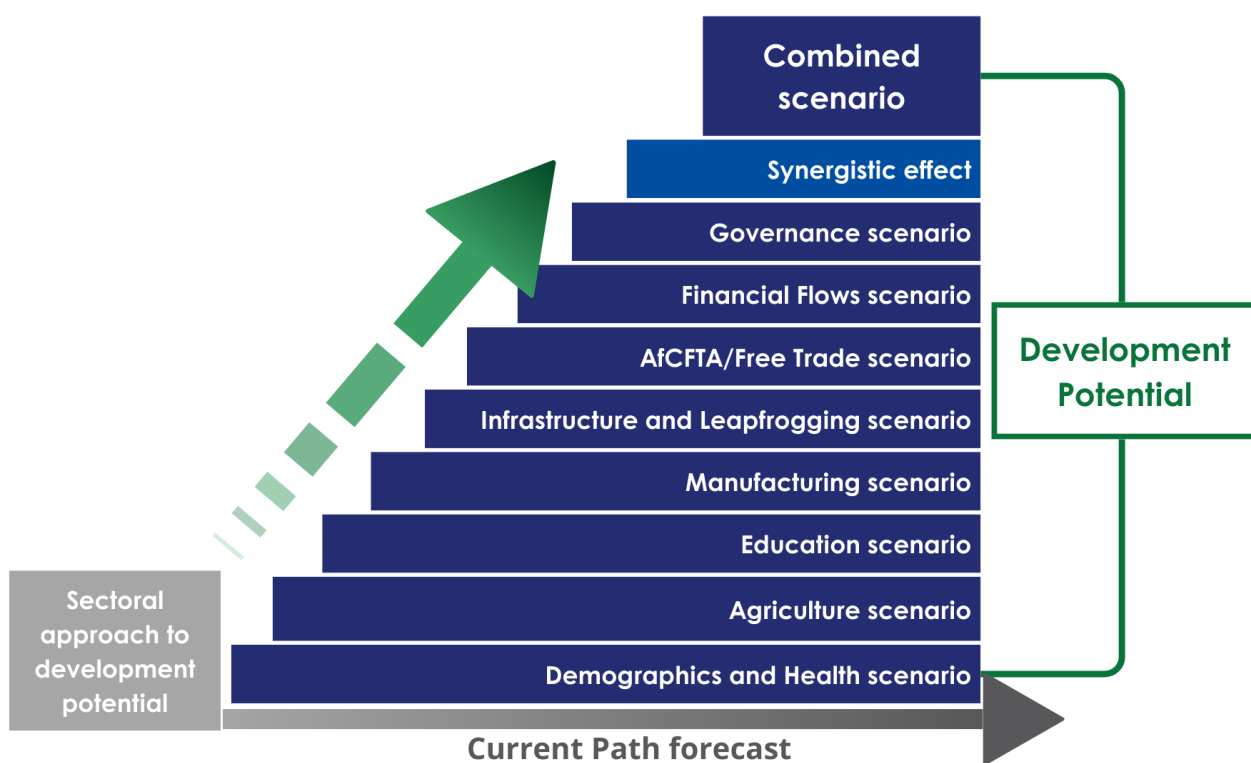 Combined
scenario
Synergistic effect
Governance scenario
Financial Flows scenario
AfCFTA/Free Trade scenario
Infrastructure and Leapfrogging scenario
Manufacturing scenario
Education scenario
Agriculture scenario
Demographics and Health scenario
Development
Potential
Sectoral
approach to
development
potential
Current Path forecast